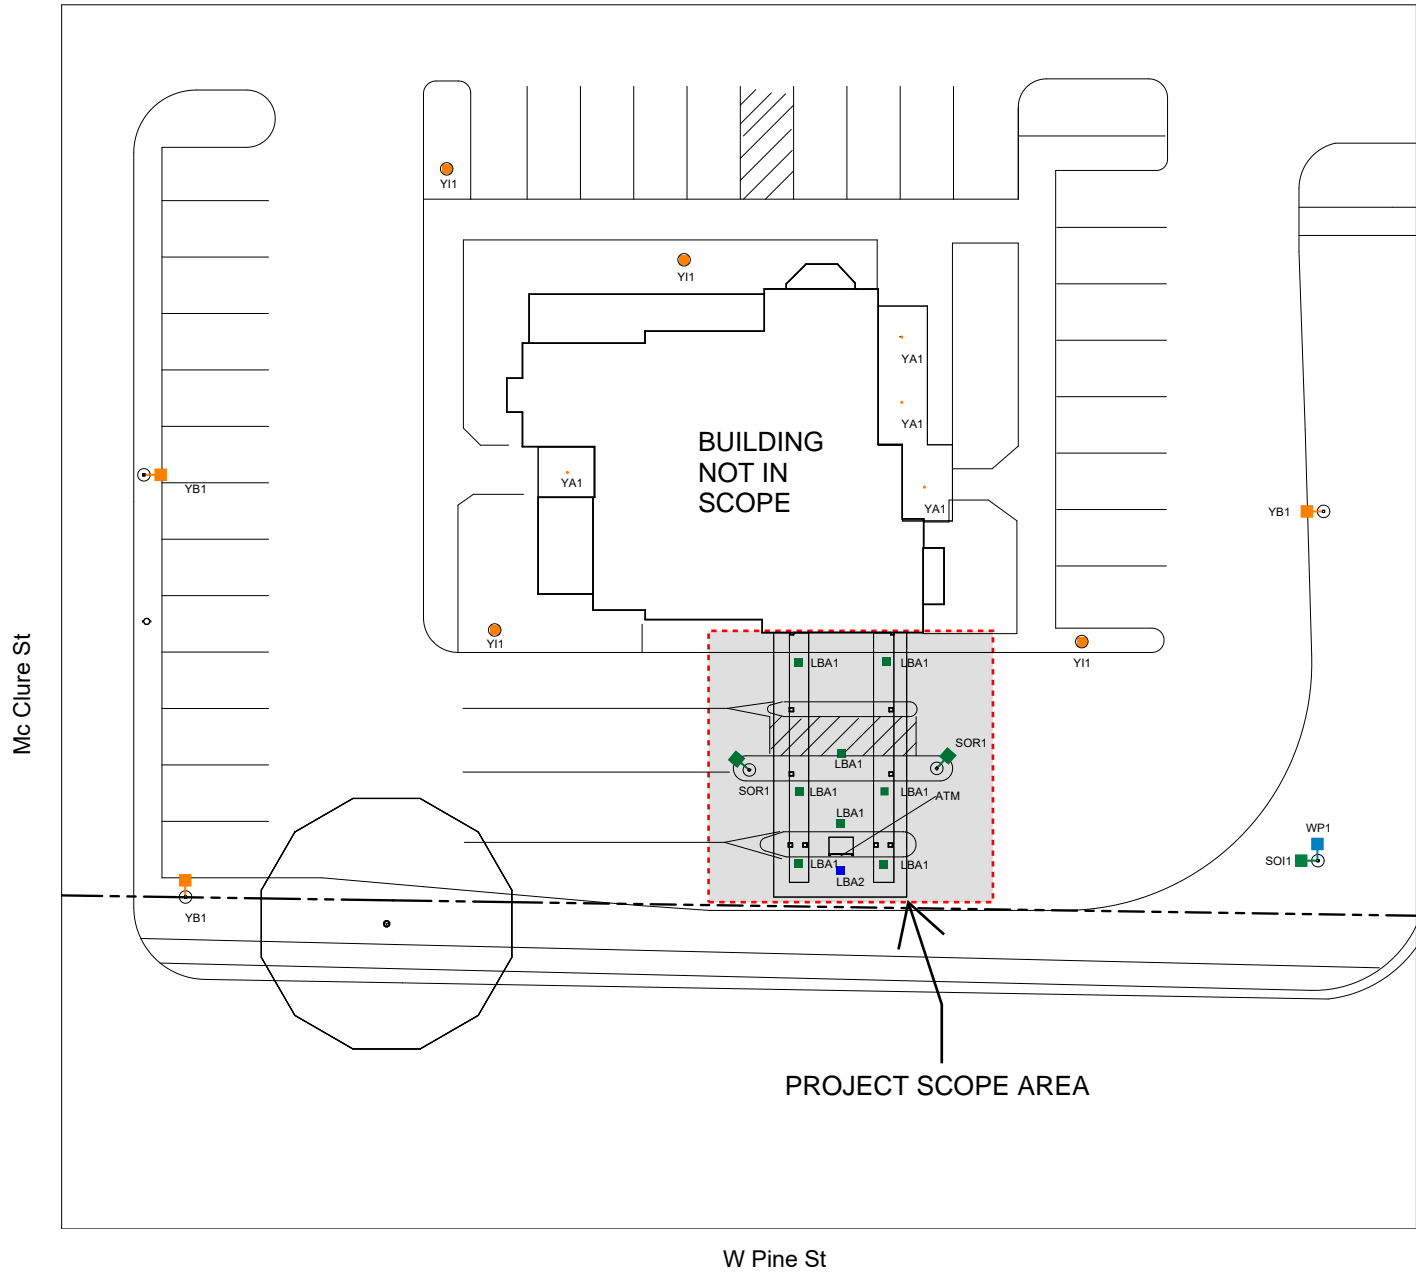 YI1
YI1
YA1
YA1
BUILDING
NOT IN
SCOPE
YA1
YB1
YA1
YB1
YI1
YI1
Mc Clure St
LBA1
LBA1
SOR1
LBA1
SOR1
LBA1
LBA1
ATM
LBA1
WP1
SOI1
LBA1
LBA1
LBA2
YB1
PROJECT SCOPE AREA
W Pine St